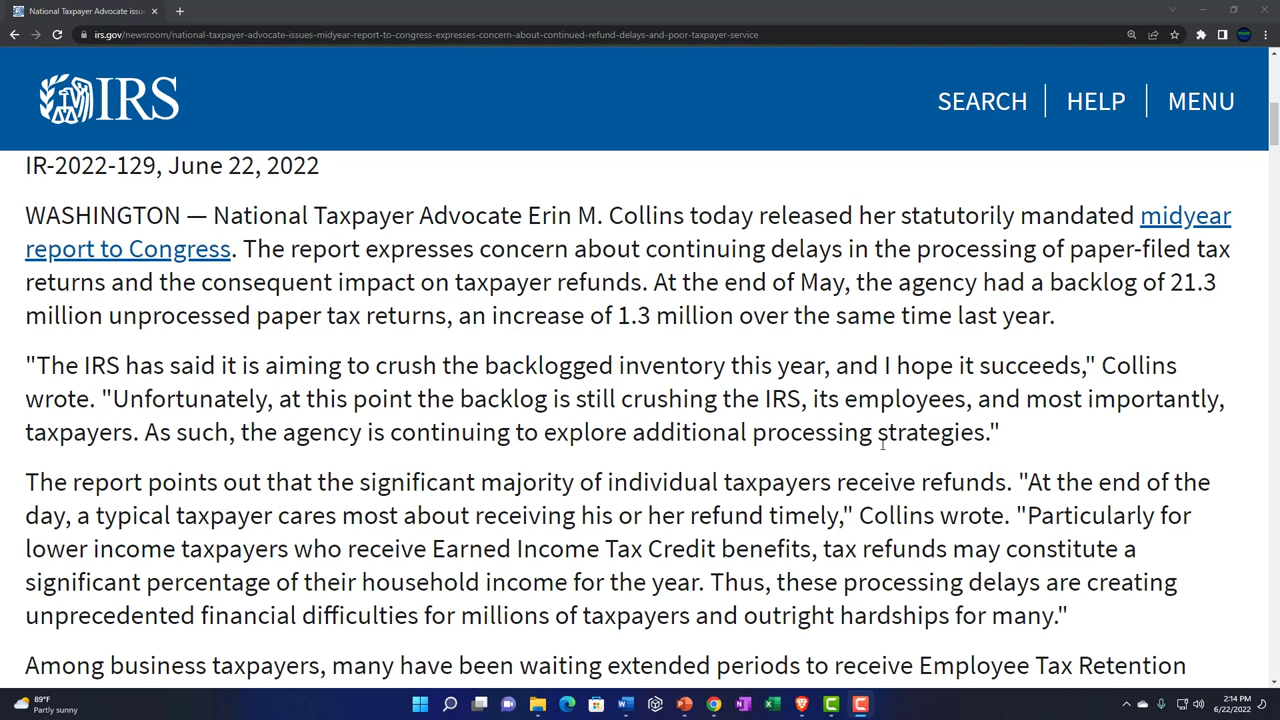 National Taxpayer Advocate issu
irs.gov/newsroom/national-taxpayer-advocate-issues-midyear-report-to-congress-expresses-concern-about-continued-refund-delays-and-poor-taxpayer-service
IRS
SEARCH
HELP
MENU
IR-2022-129, June 22, 2022
WASHINGTON — National Taxpayer Advocate Erin M. Collins today released her statutorily mandated midyear
report to Congress. The report expresses concern about continuing delays in the processing of paper-filed tax
returns and the consequent impact on taxpayer refunds. At the end of May, the agency had a backlog of 21.3
million unprocessed paper tax returns, an increase of 1.3 million over the same time last year.
"The IRS has said it is aiming to crush the backlogged inventory this year, and I hope it succeeds," Collins
wrote. "Unfortunately, at this point the backlog is still crushing the IRS, its employees, and most importantly,
taxpayers. As such, the agency is continuing to explore additional processing strategies."
The report points out that the significant majority of individual taxpayers receive refunds. "At the end of the
day, a typical taxpayer cares most about receiving his or her refund timely," Collins wrote. "Particularly for
lower income taxpayers who receive Earned Income Tax Credit benefits, tax refunds may constitute a
significant percentage of their household income for the year. Thus, these processing delays are creating
unprecedented financial difficulties for millions of taxpayers and outright hardships for many."
Among business taxpayers, many have been waiting extended periods to receive Employee Tax Retention
89°F
Partly sunny
2:14 PM
6/22/2022